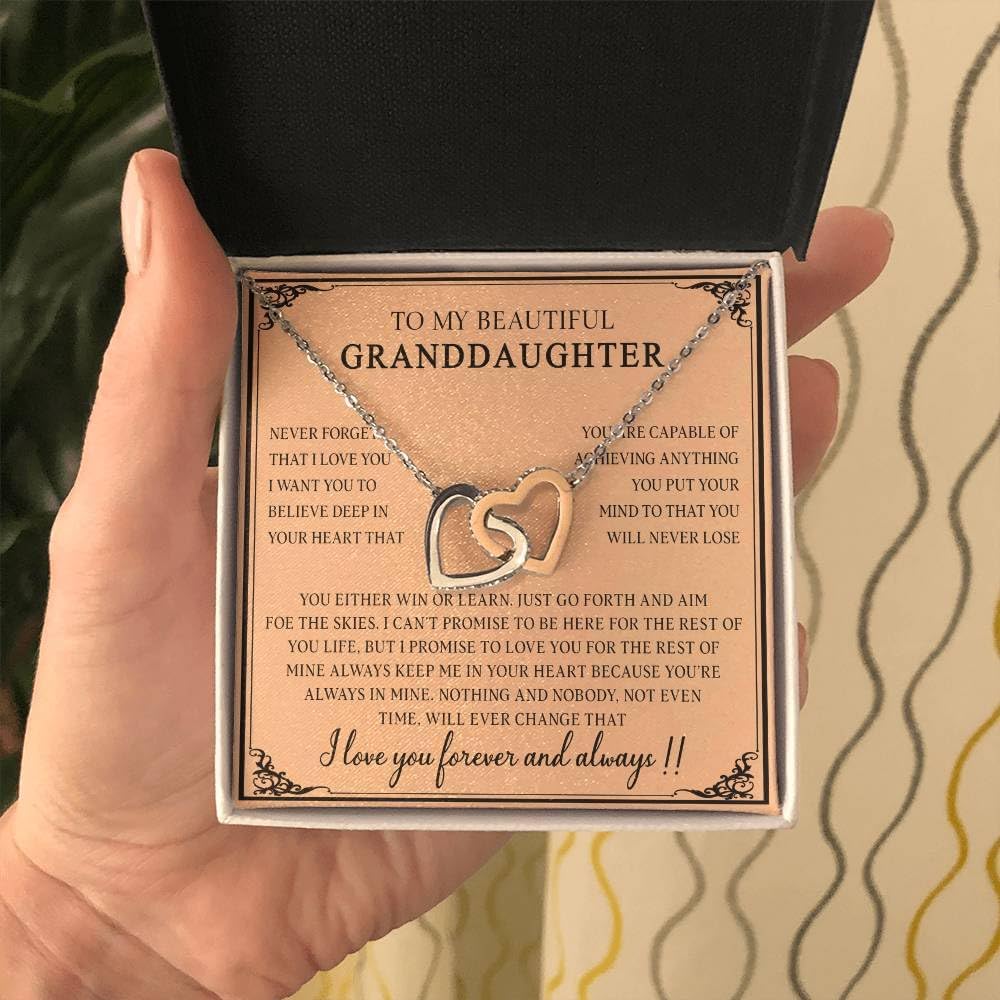 TO MY BEAUTIFUL
GRANDDAUGHTER
NEVER FORGET
THAT I LOVE YOU
I WANT YOU TO
BELIEVE DEEP IN
YOUR HEART THAT
YOU ARE CAPABLE OF
ACHIEVING ANYTHING
YOU PUT YOUR
MIND TO THAT YOU
WILL NEVER LOSE
YOU EITHER WIN OR LEARN. JUST GO FORTH AND AIM
FOE THE SKIES. I CAN'T PROMISE TO BE HERE FOR THE REST OF
YOU LIFE, BUT I PROMISE TO LOVE YOU FOR THE REST OF
MINE ALWAYS KEEP ME IN YOUR HEART BECAUSE YOU'RE
ALWAYS IN MINE. NOTHING AND NOBODY, NOT EVEN
TIME, WILL EVER CHANGE THAT
I love you forever and always !!